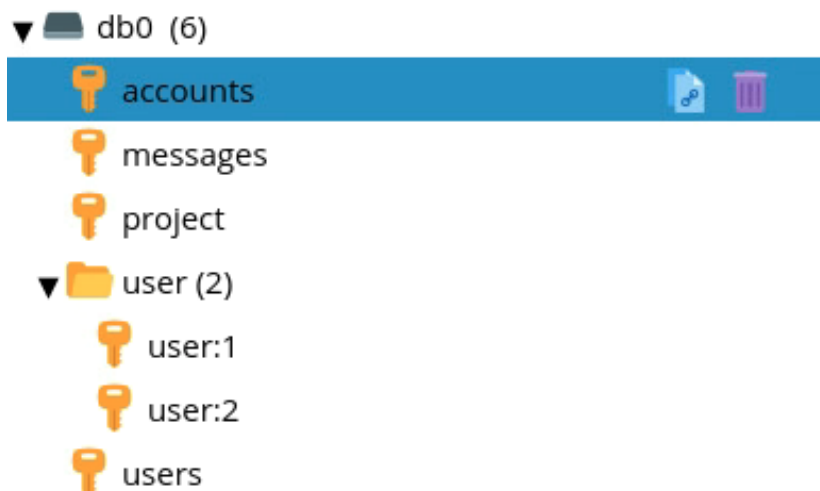 db0 (6)
accounts
messages
project
user (2)
user:1
user:2
users